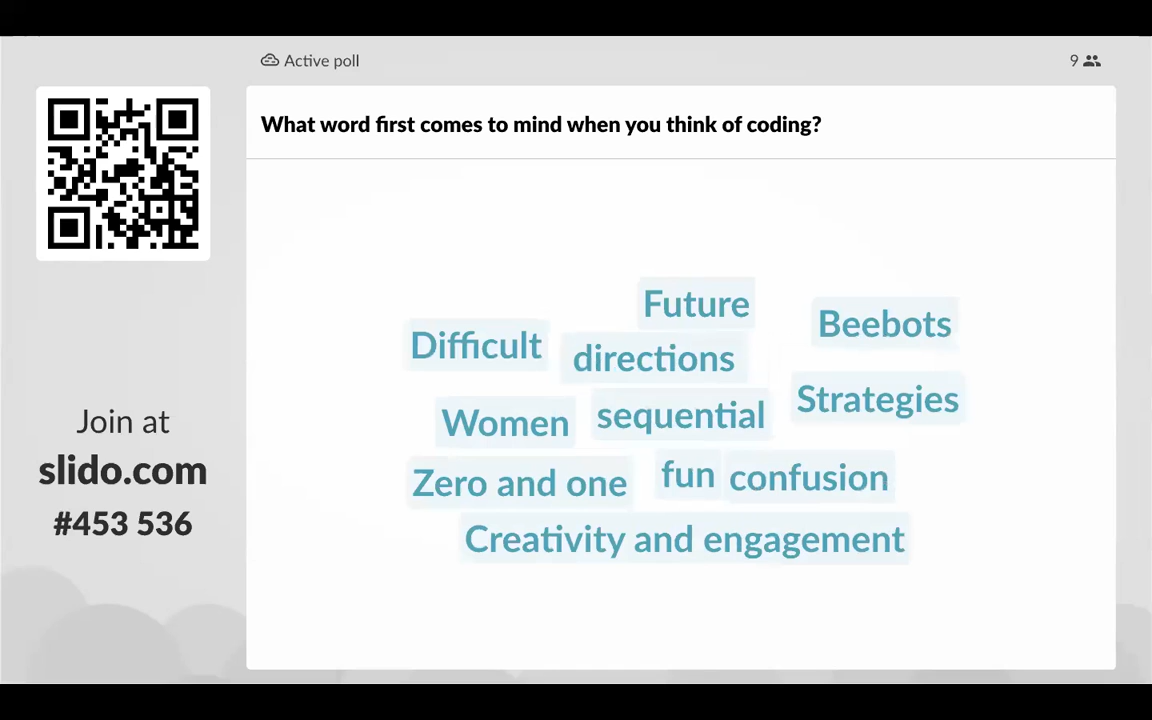 Active poll
9
What word first comes to mind when you think of coding?
Future
Beebots
Difficult
directions
Strategies
Women
sequential
Zero and one
fun
confusion
Creativity and engagement
Join at
slido.com
#453 536